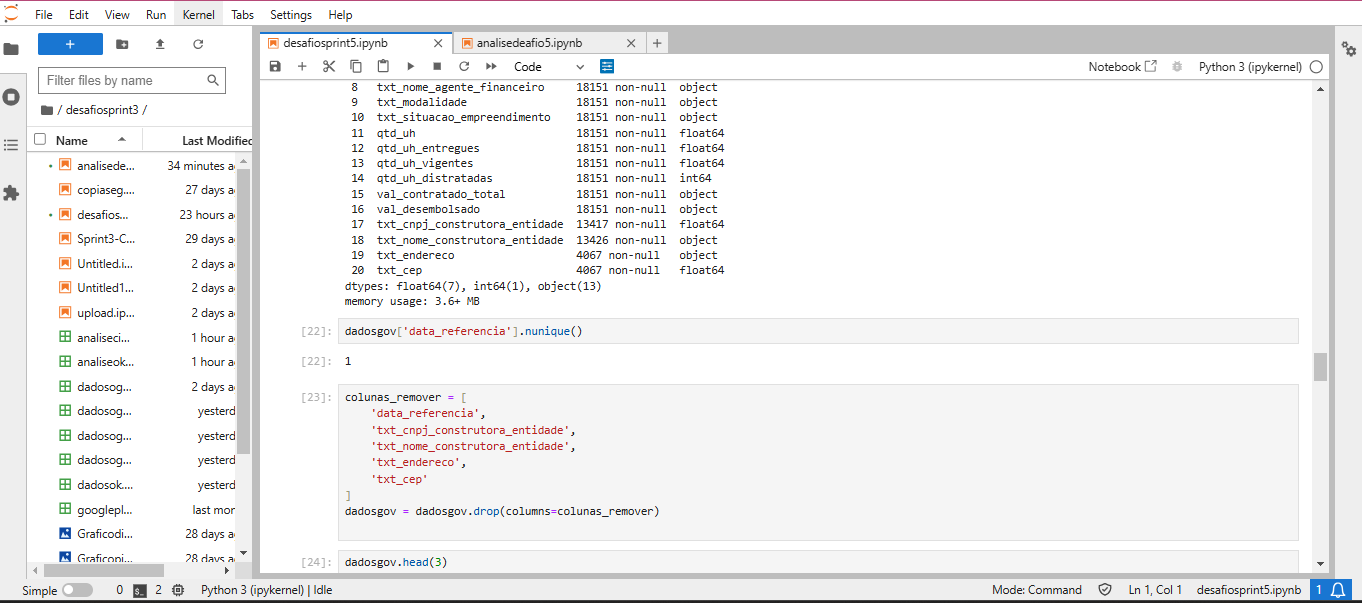 File Edit View Run Kernel Tabs Settings Help
+
Filter files by name
/ desafiosprint3 /
Name Last Modified
analisede... 34 minutes a
copiaseg.... 27 days a
desafios... 23 hours a
Sprint3-C... 29 days a
Untitled.i... 2 days a
Untitled1... 2 days a
upload.ip... 2 days a
analiseci... 1 hour a
analiseok... 1 hour a
dadosog... 2 days a
dadosog... yesterd
dadosog... yesterd
dadosog... yesterd
dadosok.... yesterd
googlepl... last mor
Graficodi... 28 days a
Graficopi... 28 days a
desafiosprint5.ipynb analisedeafio5.ipynb +
Code Notebook Python 3 (ipykernel)
8 txt_nome_agente_financeiro 18151 non-null object
9 txt_modalidade 18151 non-null object
10 txt_situacao_empreendimento 18151 non-null object
11 qtd_uh 18151 non-null float64
12 qtd_uh_entregues 18151 non-null float64
13 qtd_uh_vigentes 18151 non-null float64
14 qtd_uh_distratadas 18151 non-null int64
15 val_contratado_total 18151 non-null object
16 val_desembolsado 18151 non-null object
17 txt_cnpj_construtora_entidade 13417 non-null float64
18 txt_nome_construtora_entidade 13426 non-null object
19 txt_endereco 4067 non-null object
20 txt_cep 4067 non-null float64
dtypes: float64(7), int64(1), object(13)
memory usage: 3.6+ MB
[22]: dadosgov['data_referencia'].nunique()
[22]: 1
[23]: colunas_remover = [
'data_referencia',
'txt_cnpj_construtora_entidade',
'txt_nome_construtora_entidade',
'txt_endereco',
'txt_cep'
]
dadosgov = dadosgov.drop(columns=colunas_remover)
[24]: dadosgov.head(3)
Simple 0 $_ 2 Python 3 (ipykernel) | Idle Mode: Command Ln 1, Col 1 desafiosprint5.ipynb 1